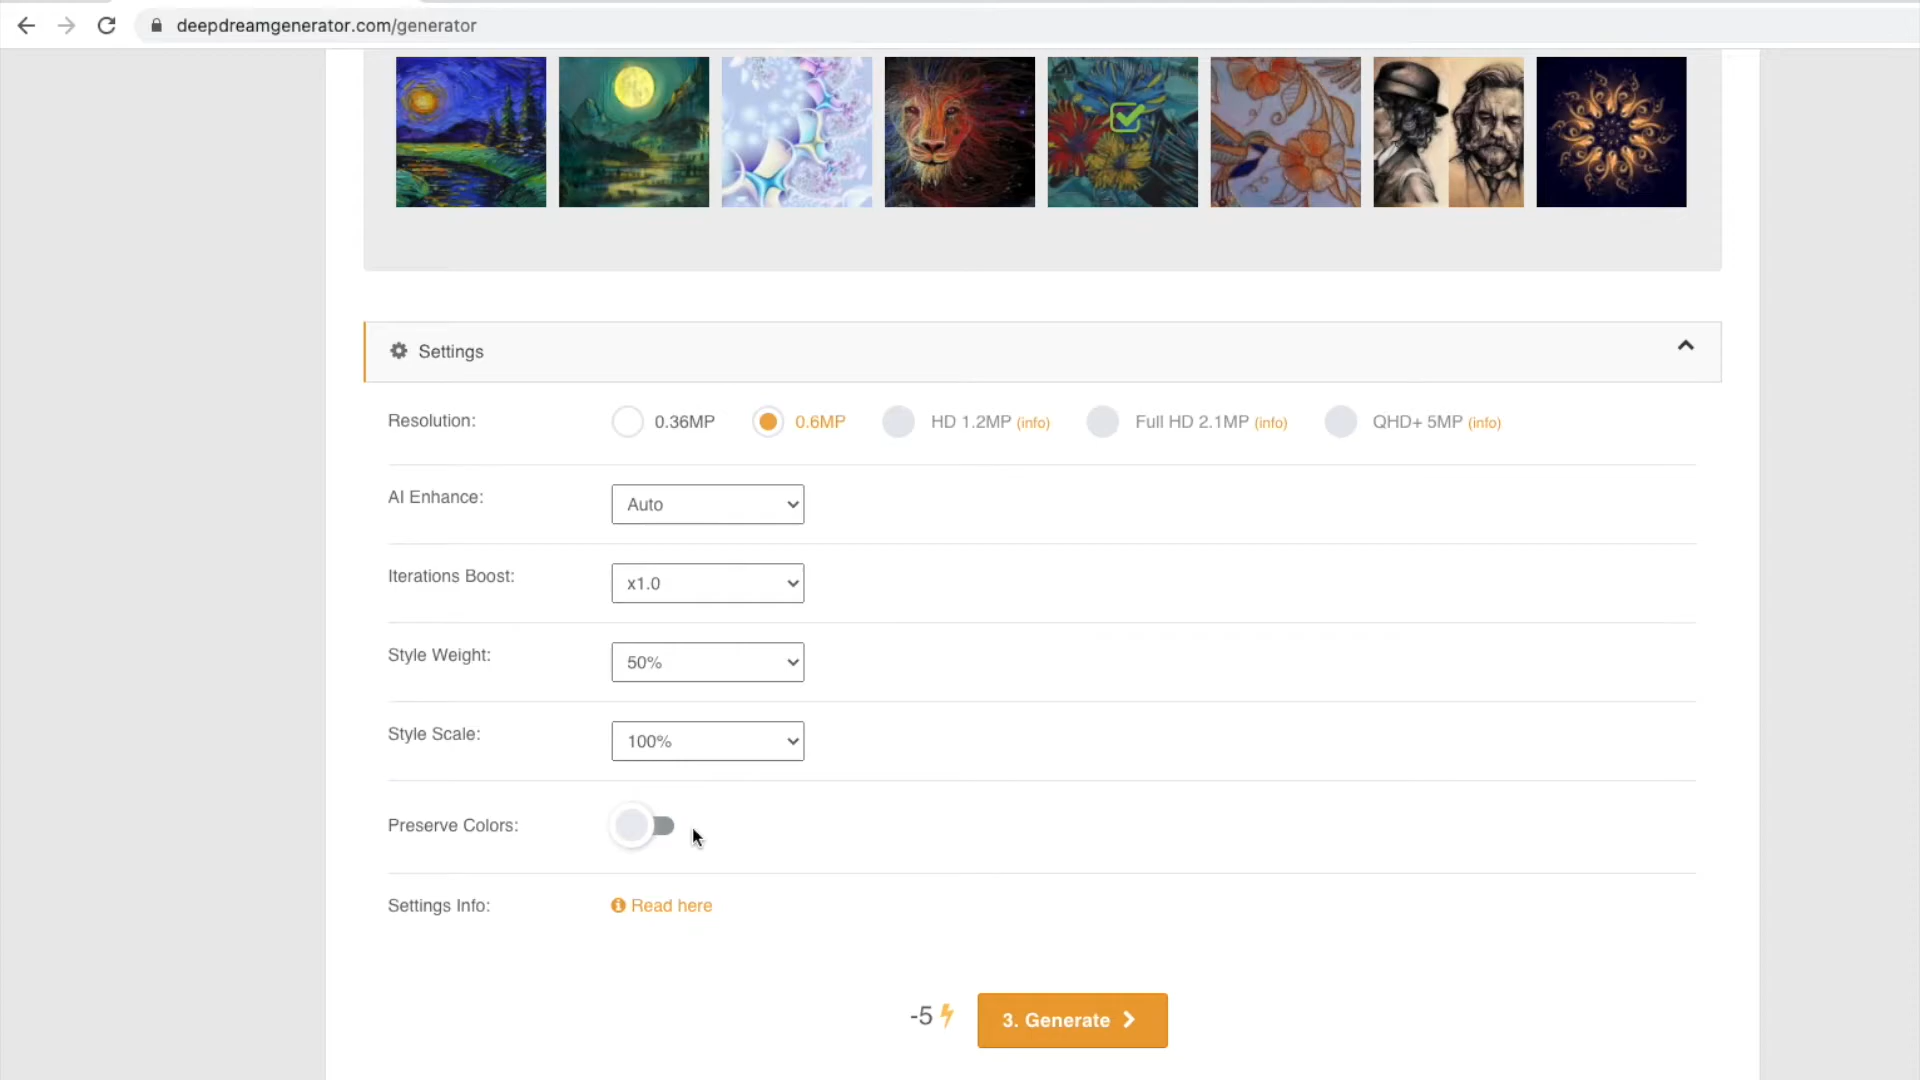 deepdreamgenerator.com/generator
Settings
Resolution: 0.36MP 0.6MP HD 1.2MP (info) Full HD 2.1MP (info) QHD+ 5MP (info)
AI Enhance: Auto
Iterations Boost: x1.0
Style Weight: 50%
Style Scale: 100%
Preserve Colors:
Settings Info: Read here
-5 3. Generate